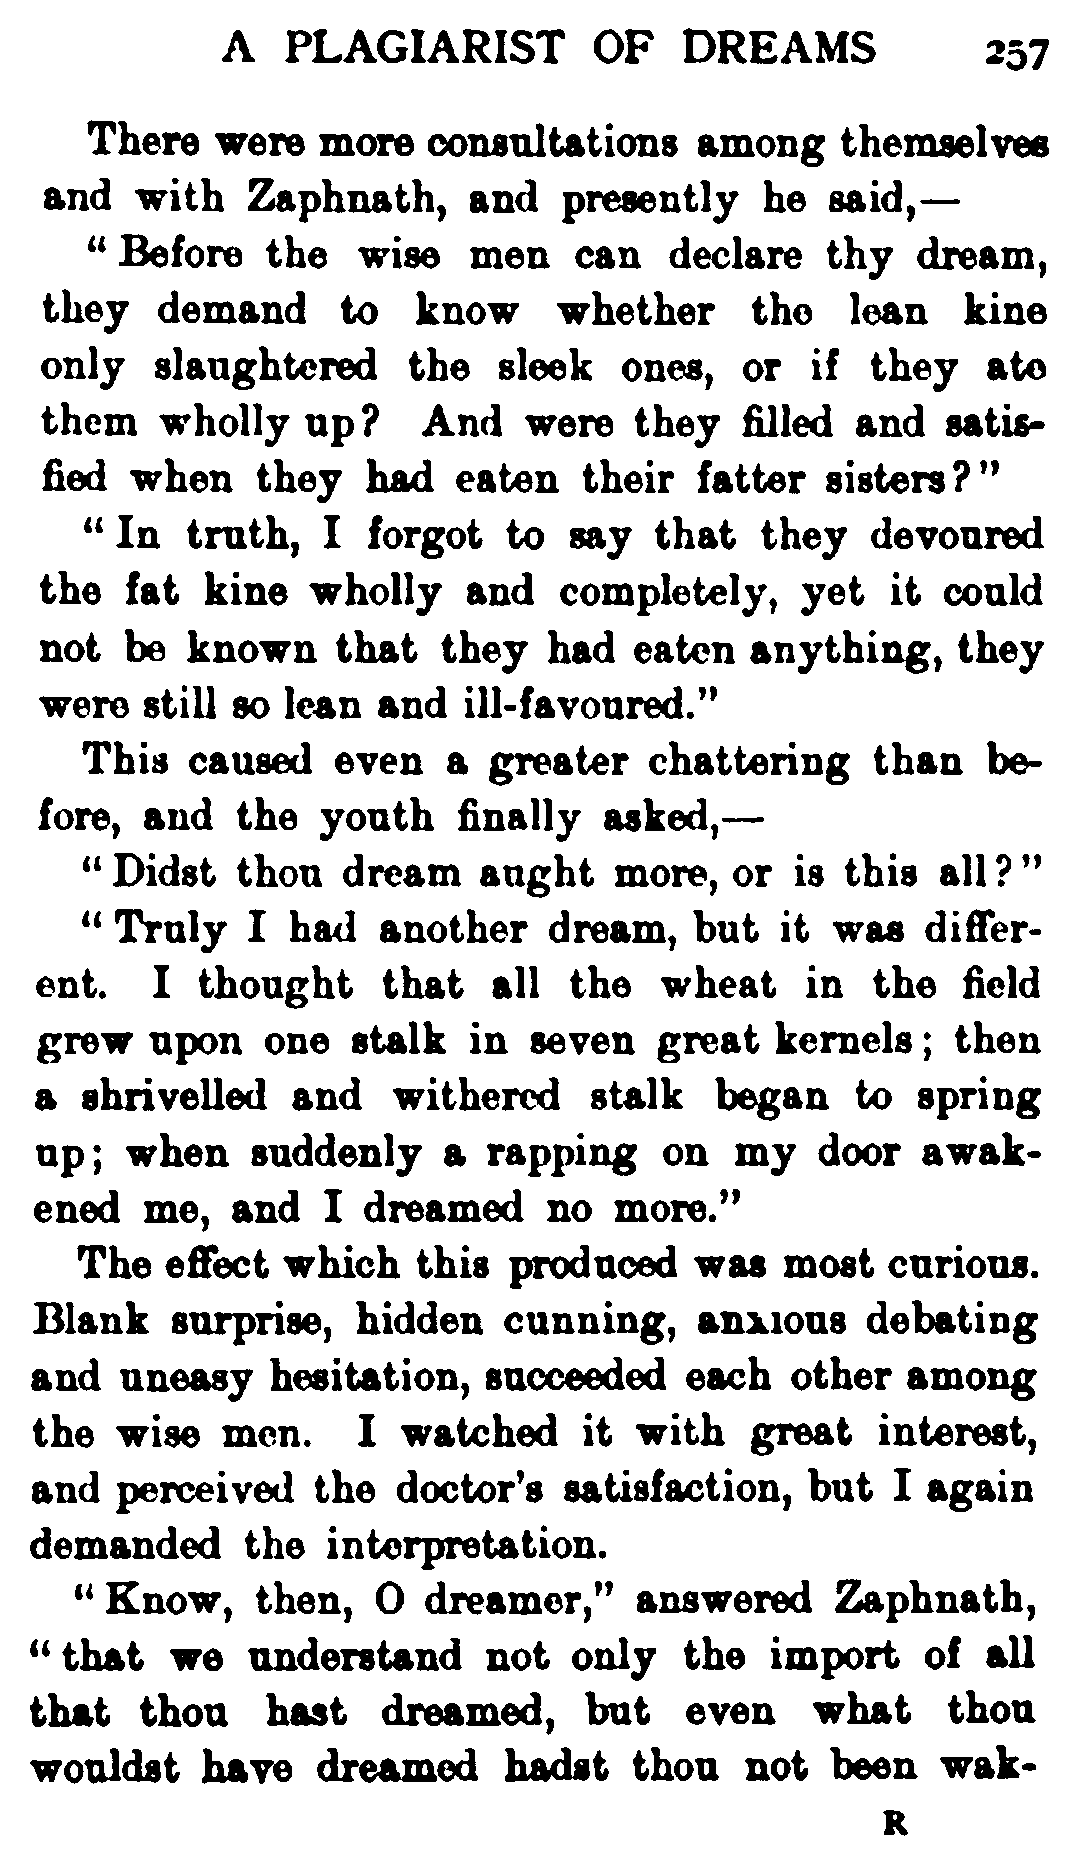 A PLAGIARIST OF DREAMS 257
There were more consultations among themselves
and with Zaphnath, and presently he said,—
"Before the wise men can declare thy dream,
they demand to know whether the lean kine
only slaughtered the sleek ones, or if they ate
them wholly up? And were they filled and satis-
fied when they had eaten their fatter sisters?"
"In truth, I forgot to say that they devoured
the fat kine wholly and completely, yet it could
not be known that they had eaten anything, they
were still so lean and ill-favoured."
This caused even a greater chattering than be-
fore, and the youth finally asked,—
"Didst thou dream aught more, or is this all?"
"Truly I had another dream, but it was differ-
ent. I thought that all the wheat in the field
grew upon one stalk in seven great kernels; then
a shrivelled and withered stalk began to spring
up; when suddenly a rapping on my door awak-
ened me, and I dreamed no more."
The effect which this produced was most curious.
Blank surprise, hidden cunning, anxious debating
and uneasy hesitation, succeeded each other among
the wise men. I watched it with great interest,
and perceived the doctor's satisfaction, but I again
demanded the interpretation.
"Know, then, O dreamer," answered Zaphnath,
"that we understand not only the import of all
that thou hast dreamed, but even what thou
wouldst have dreamed hadst thou not been wak-
R